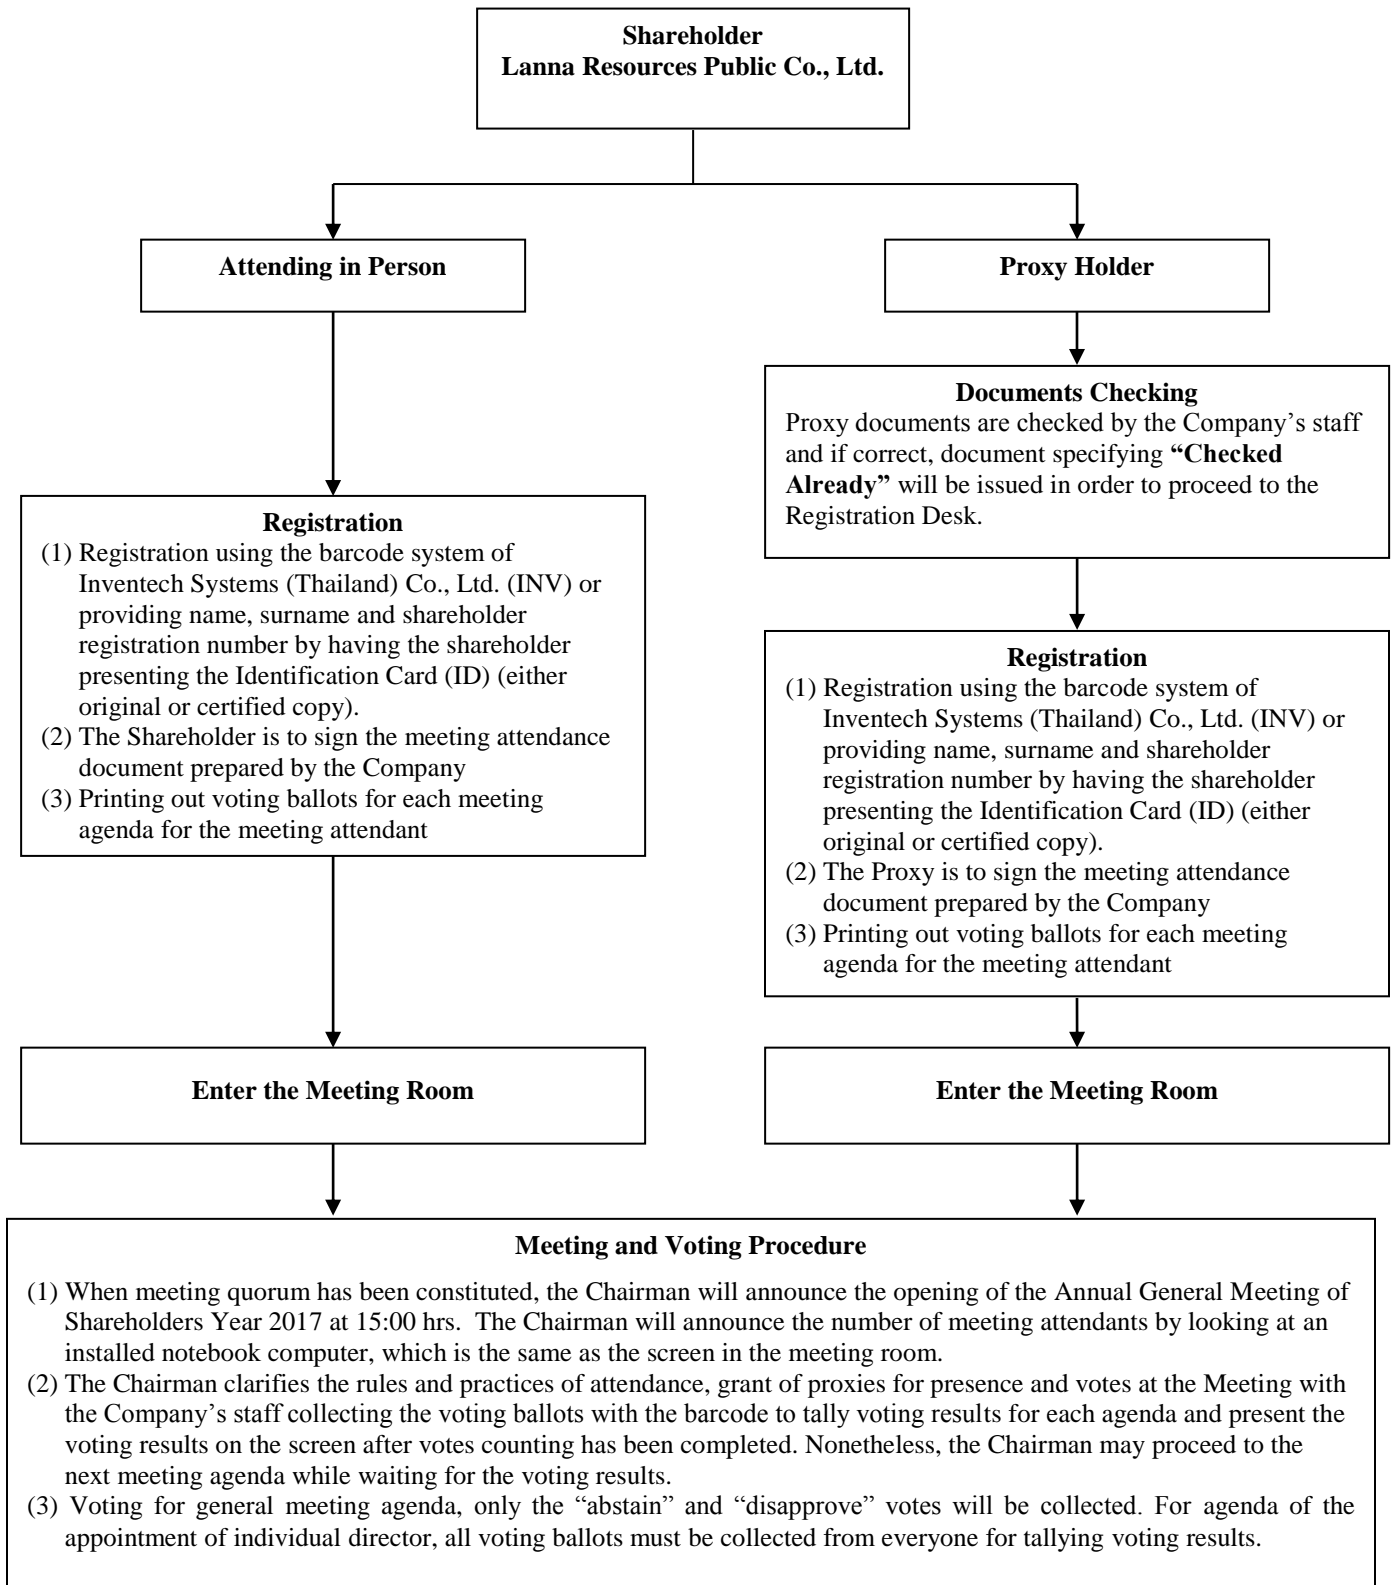 Shareholder
Lanna Resources Public Co., Ltd.
Attending in Person
Proxy Holder
Documents Checking
Proxy documents are checked by the Company’s staff
and if correct, document specifying “Checked
Already” will be issued in order to proceed to the
Registration Desk.
Registration
(1) Registration using the barcode system of
Inventech Systems (Thailand) Co., Ltd. (INV) or
providing name, surname and shareholder
registration number by having the shareholder
presenting the Identification Card (ID) (either
original or certified copy).
(2) The Shareholder is to sign the meeting attendance
document prepared by the Company
(3) Printing out voting ballots for each meeting
agenda for the meeting attendant
Registration
(1) Registration using the barcode system of
Inventech Systems (Thailand) Co., Ltd. (INV) or
providing name, surname and shareholder
registration number by having the shareholder
presenting the Identification Card (ID) (either
original or certified copy).
(2) The Proxy is to sign the meeting attendance
document prepared by the Company
(3) Printing out voting ballots for each meeting
agenda for the meeting attendant
Enter the Meeting Room
Enter the Meeting Room
Meeting and Voting Procedure
(1) When meeting quorum has been constituted, the Chairman will announce the opening of the Annual General Meeting of
Shareholders Year 2017 at 15:00 hrs. The Chairman will announce the number of meeting attendants by looking at an
installed notebook computer, which is the same as the screen in the meeting room.
(2) The Chairman clarifies the rules and practices of attendance, grant of proxies for presence and votes at the Meeting with
the Company’s staff collecting the voting ballots with the barcode to tally voting results for each agenda and present the
voting results on the screen after votes counting has been completed. Nonetheless, the Chairman may proceed to the
next meeting agenda while waiting for the voting results.
(3) Voting for general meeting agenda, only the “abstain” and “disapprove” votes will be collected. For agenda of the
appointment of individual director, all voting ballots must be collected from everyone for tallying voting results.